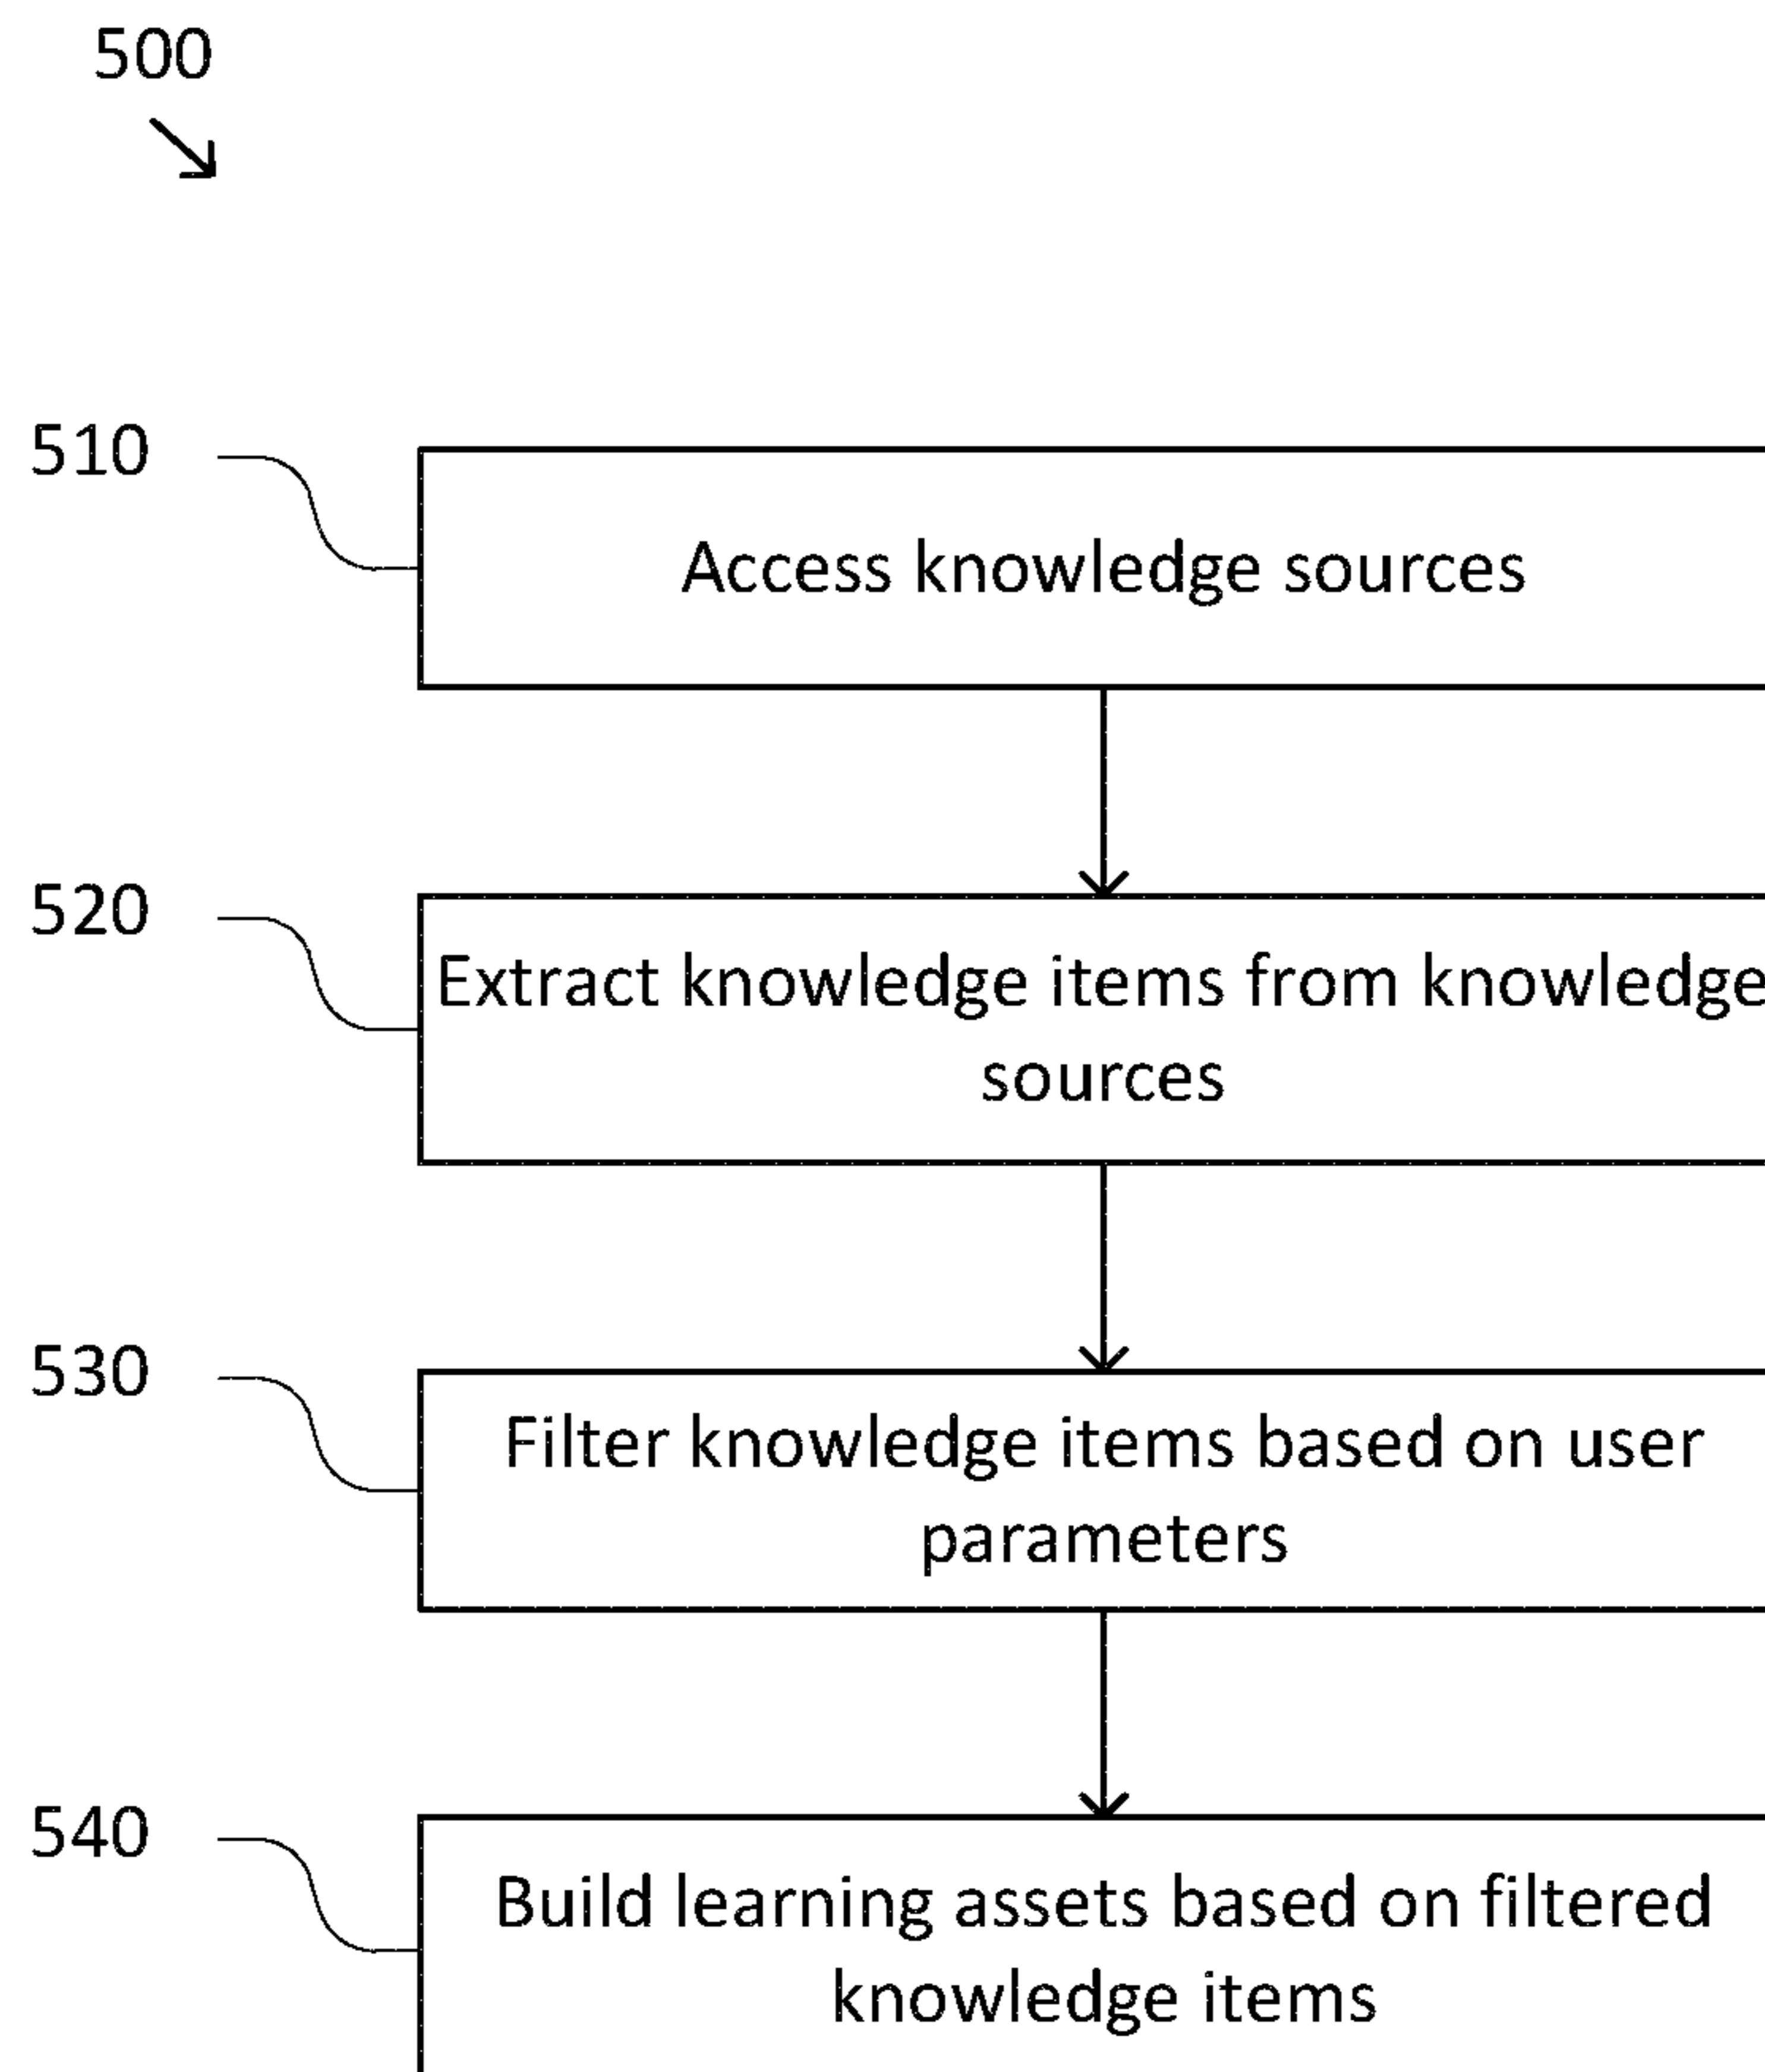 500
510
Access knowledge sources
520
Extract knowledge items from knowledge
sources
530
Filter knowledge items based on user
parameters
540
Build learning assets based on filtered
knowledge items